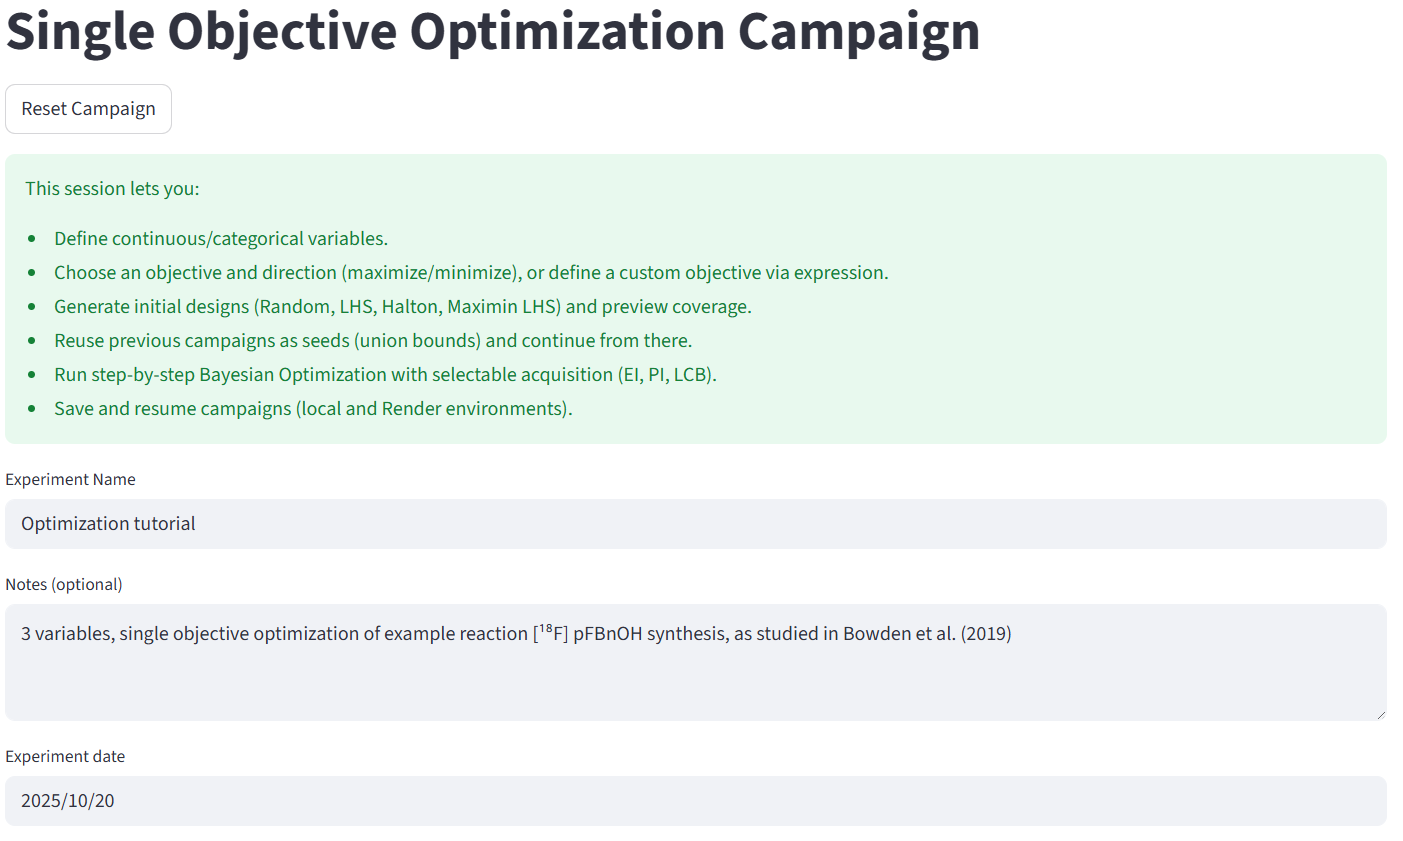 Single Objective Optimization Campaign
Reset Campaign
This session lets you:
• Define continuous/categorical variables.
• Choose an objective and direction (maximize/minimize), or define a custom objective via expression.
• Generate initial designs (Random, LHS, Halton, Maximin LHS) and preview coverage.
• Reuse previous campaigns as seeds (union bounds) and continue from there.
• Run step-by-step Bayesian Optimization with selectable acquisition (EI, PI, LCB).
• Save and resume campaigns (local and Render environments).
Experiment Name
Optimization tutorial
Notes (optional)
3 variables, single objective optimization of example reaction [¹⁸F] pFBnOH synthesis, as studied in Bowden et al. (2019)
Experiment date
2025/10/20